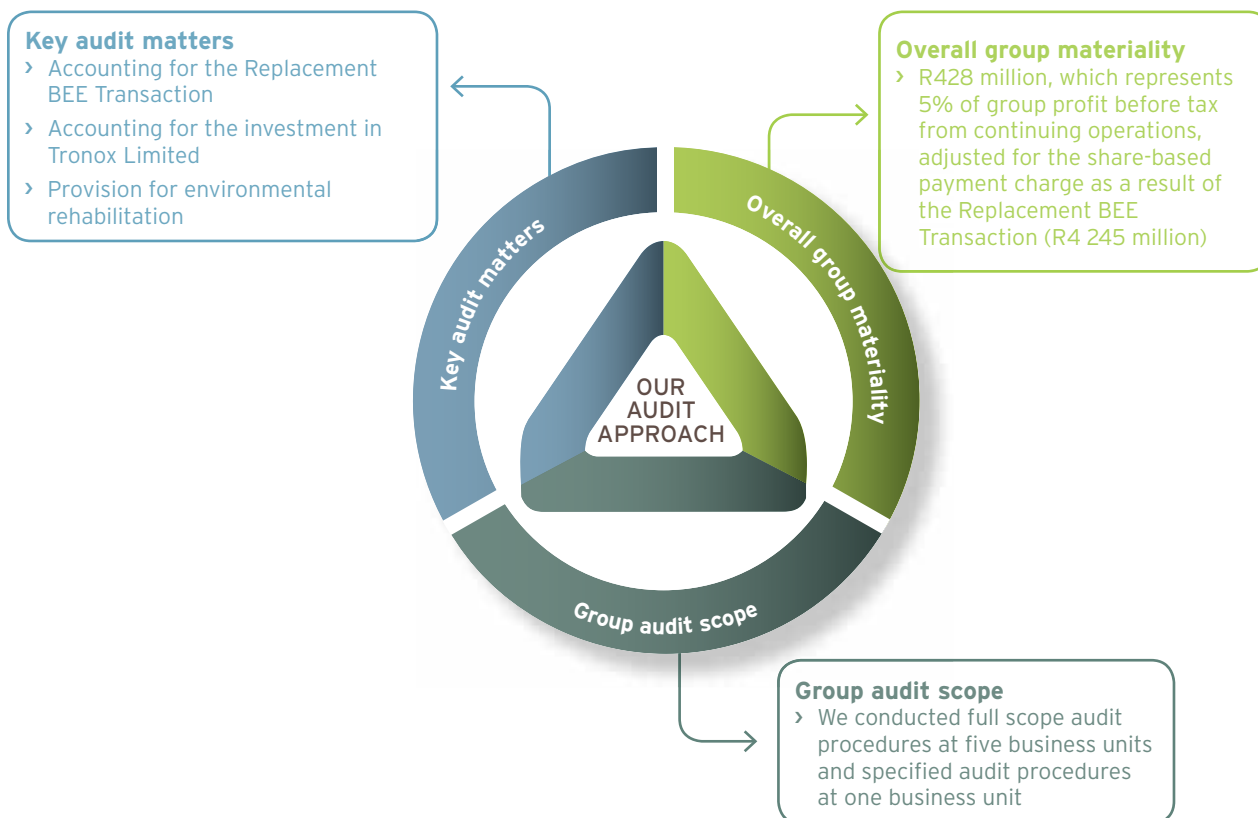 Key audit matters
› Accounting for the Replacement
BEE Transaction
› Accounting for the investment in
Tronox Limited
› Provision for environmental
rehabilitation
Overall group materiality
› R428 million, which represents
5% of group profit before tax
from continuing operations,
adjusted for the share-based
payment charge as a result of
the Replacement BEE
Transaction (R4 245 million)
Key audit matters
Overall group materiality
OUR
AUDIT
APPROACH
Group audit scope
Group audit scope
› We conducted full scope audit
procedures at five business units
and specified audit procedures
at one business unit